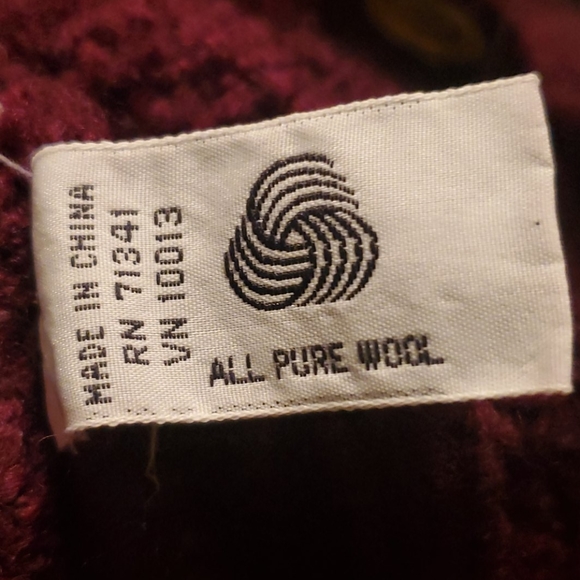 MADE IN CHINA
RN 71341
VN 10013
ALL PURE WOOL